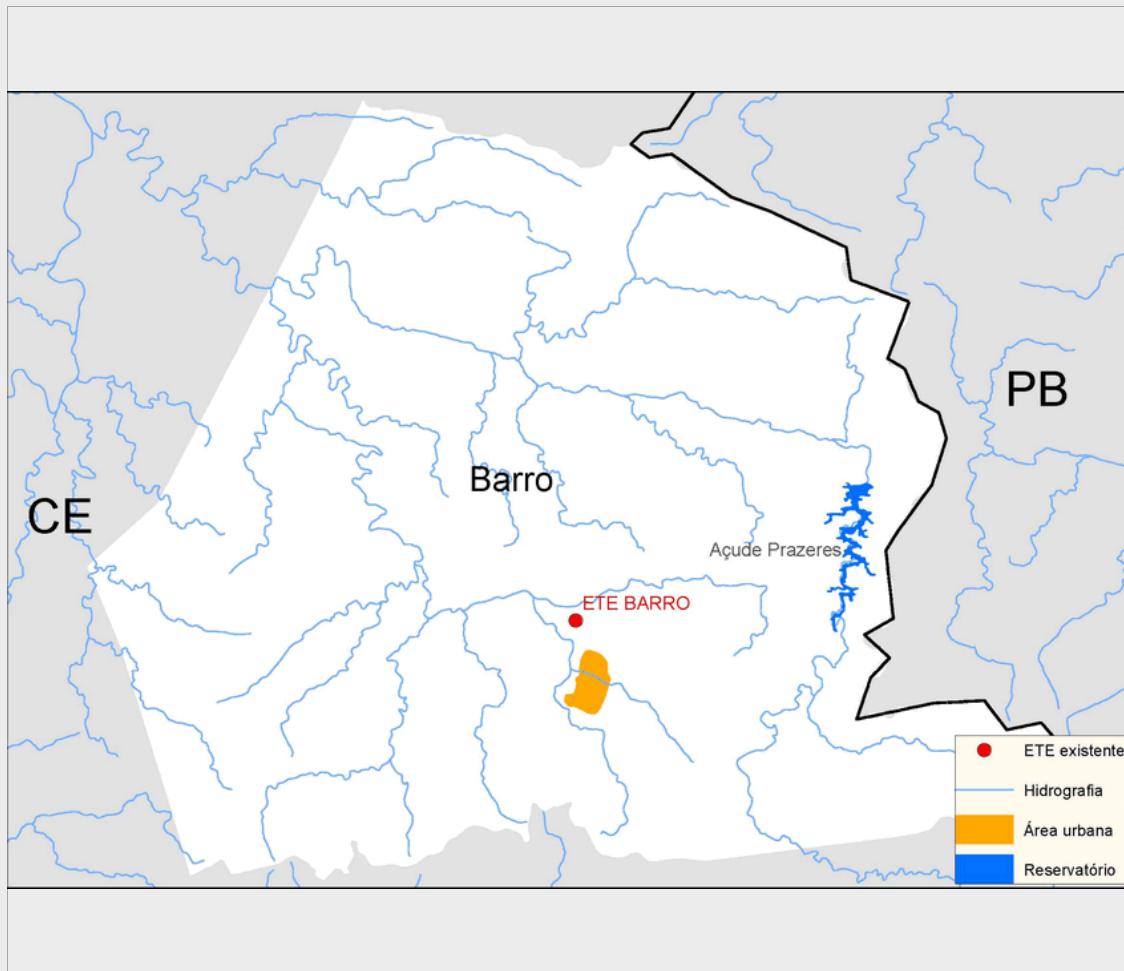 PB
Barro
CE
Açude Prazeres
ETE BARRO
ETE existente
Hidrografia
Área urbana
Reservatório